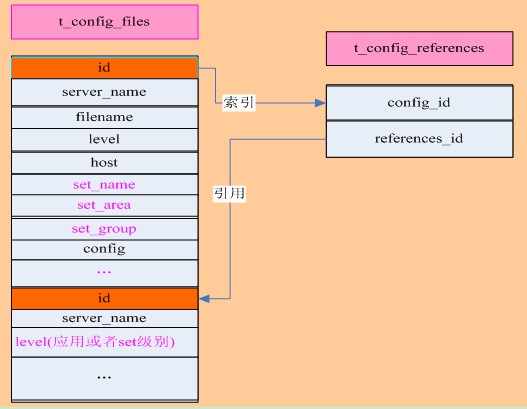 t_config_files
id
server_name
filename
level
host
set_name
set_area
set_group
config
...
id
server_name
level(应用或者set级别)
...
索引
引用
t_config_references
config_id
references_id